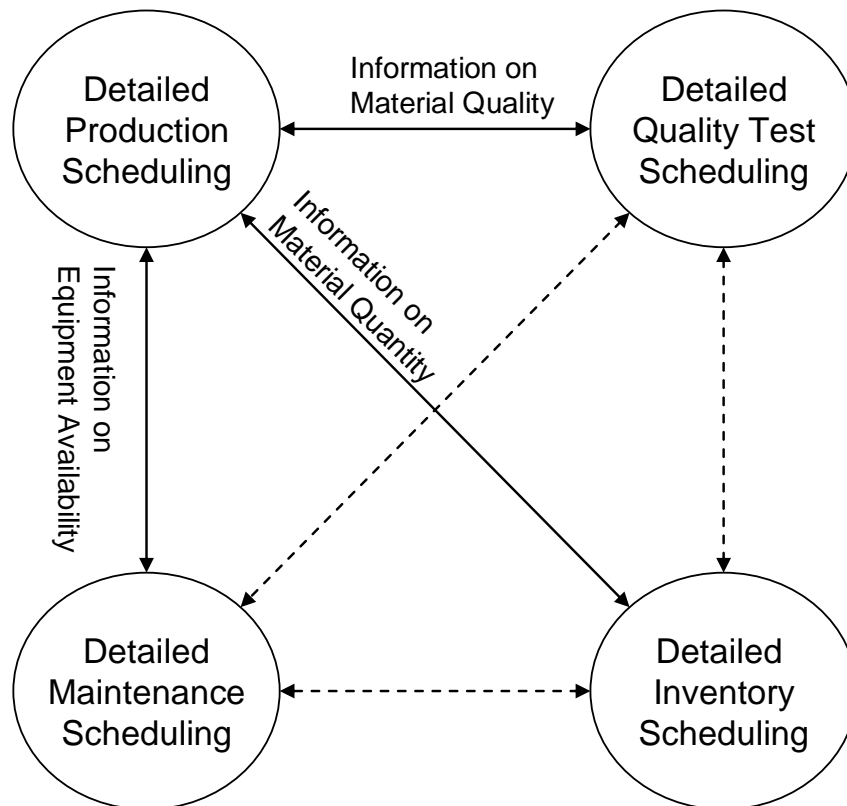 Detailed
Production
Scheduling
Information on
Material Quality
Detailed
Quality Test
Scheduling
Information on
Material Quantity
Information on
Equipment Availability
Detailed
Maintenance
Scheduling
Detailed
Inventory
Scheduling